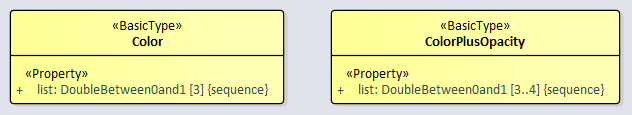 «BasicType»
Color
«Property»
+ list: DoubleBetween0and1 [3] {sequence}
«BasicType»
ColorPlusOpacity
«Property»
+ list: DoubleBetween0and1 [3..4] {sequence}